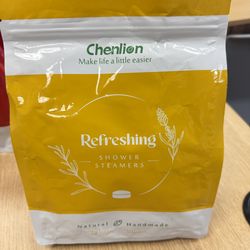 Chenlion
Make life a little easier
Refreshing
SHOWER
STEAMERS
Natural Handmade